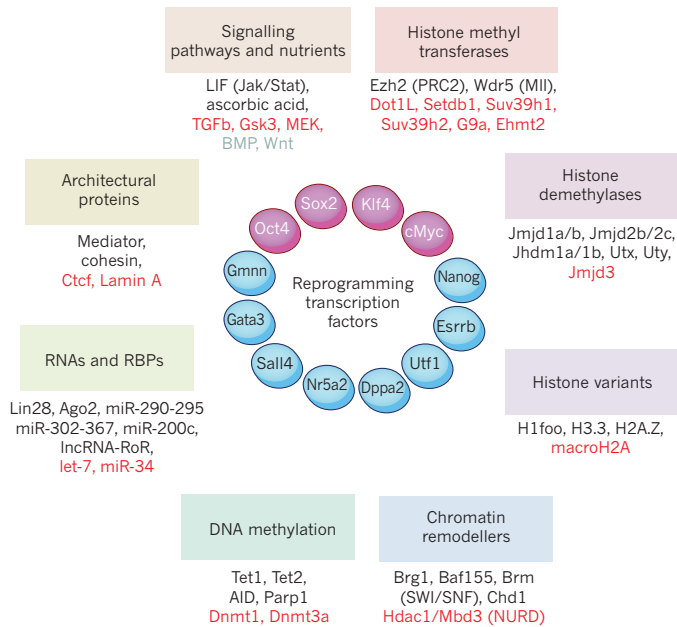 Signalling
pathways and nutrients
LIF (Jak/Stat),
ascorbic acid,
TGFb, Gsk3, MEK,
BMP, Wnt
Histone methyl
transferases
Ezh2 (PRC2), Wdr5 (Mll),
Dot1L, Setdb1, Suv39h1,
Suv39h2, G9a, Ehmt2
Architectural
proteins
Mediator,
cohesin,
Ctcf, Lamin A
Histone
demethylases
Jmjd1a/b, Jmjd2b/2c,
Jhdm1a/1b, Utx, Uty,
Jmjd3
Sox2
Klf4
Oct4
cMyc
Gmnn
Nanog
Reprogramming
transcription
factors
Gata3
Esrrb
Sall4
Utf1
Nr5a2
Dppa2
RNAs and RBPs
Lin28, Ago2, miR-290-295
miR-302-367, miR-200c,
lncRNA-RoR,
let-7, miR-34
Histone variants
H1foo, H3.3, H2A.Z,
macroH2A
DNA methylation
Tet1, Tet2,
AID, Parp1
Dnmt1, Dnmt3a
Chromatin
remodellers
Brg1, Baf155, Brm
(SWI/SNF), Chd1
Hdac1/Mbd3 (NURD)